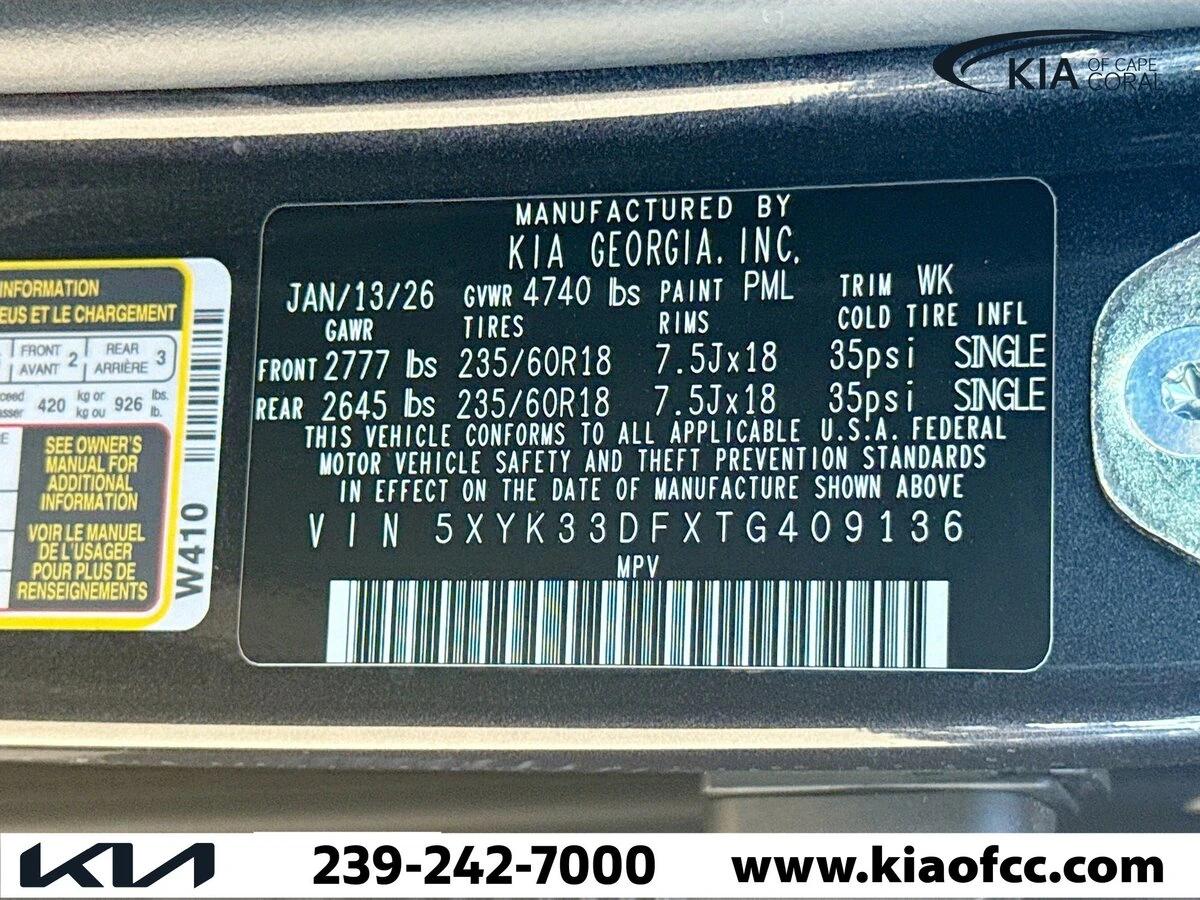 KIA OF CAPE
CORAL
MANUFACTURED BY
KIA GEORGIA, INC.
JAN/13/26 GVWR 4740 lbs PAINT PML TRIM WK
GAWR TIRES RIMS COLD TIRE INFL
FRONT 2777 lbs 235/60R18 7.5Jx18 35psi SINGLE
REAR 2645 lbs 235/60R18 7.5Jx18 35psi SINGLE
THIS VEHICLE CONFORMS TO ALL APPLICABLE U.S.A. FEDERAL
MOTOR VEHICLE SAFETY AND THEFT PREVENTION STANDARDS
IN EFFECT ON THE DATE OF MANUFACTURE SHOWN ABOVE
VIN 5XYK33DFXTG409136
MPV
INFORMATION
EUS ET LE CHARGEMENT
FRONT 2 REAR 3
AVANT ARRIÈRE
420 kg or 926 lbs.
kg ou lb.
SEE OWNER'S
MANUAL FOR
ADDITIONAL
INFORMATION
VOIR LE MANUEL
DE L'USAGER
POUR PLUS DE
RENSEIGNEMENTS
W410
KIA 239-242-7000 www.kiaofcc.com